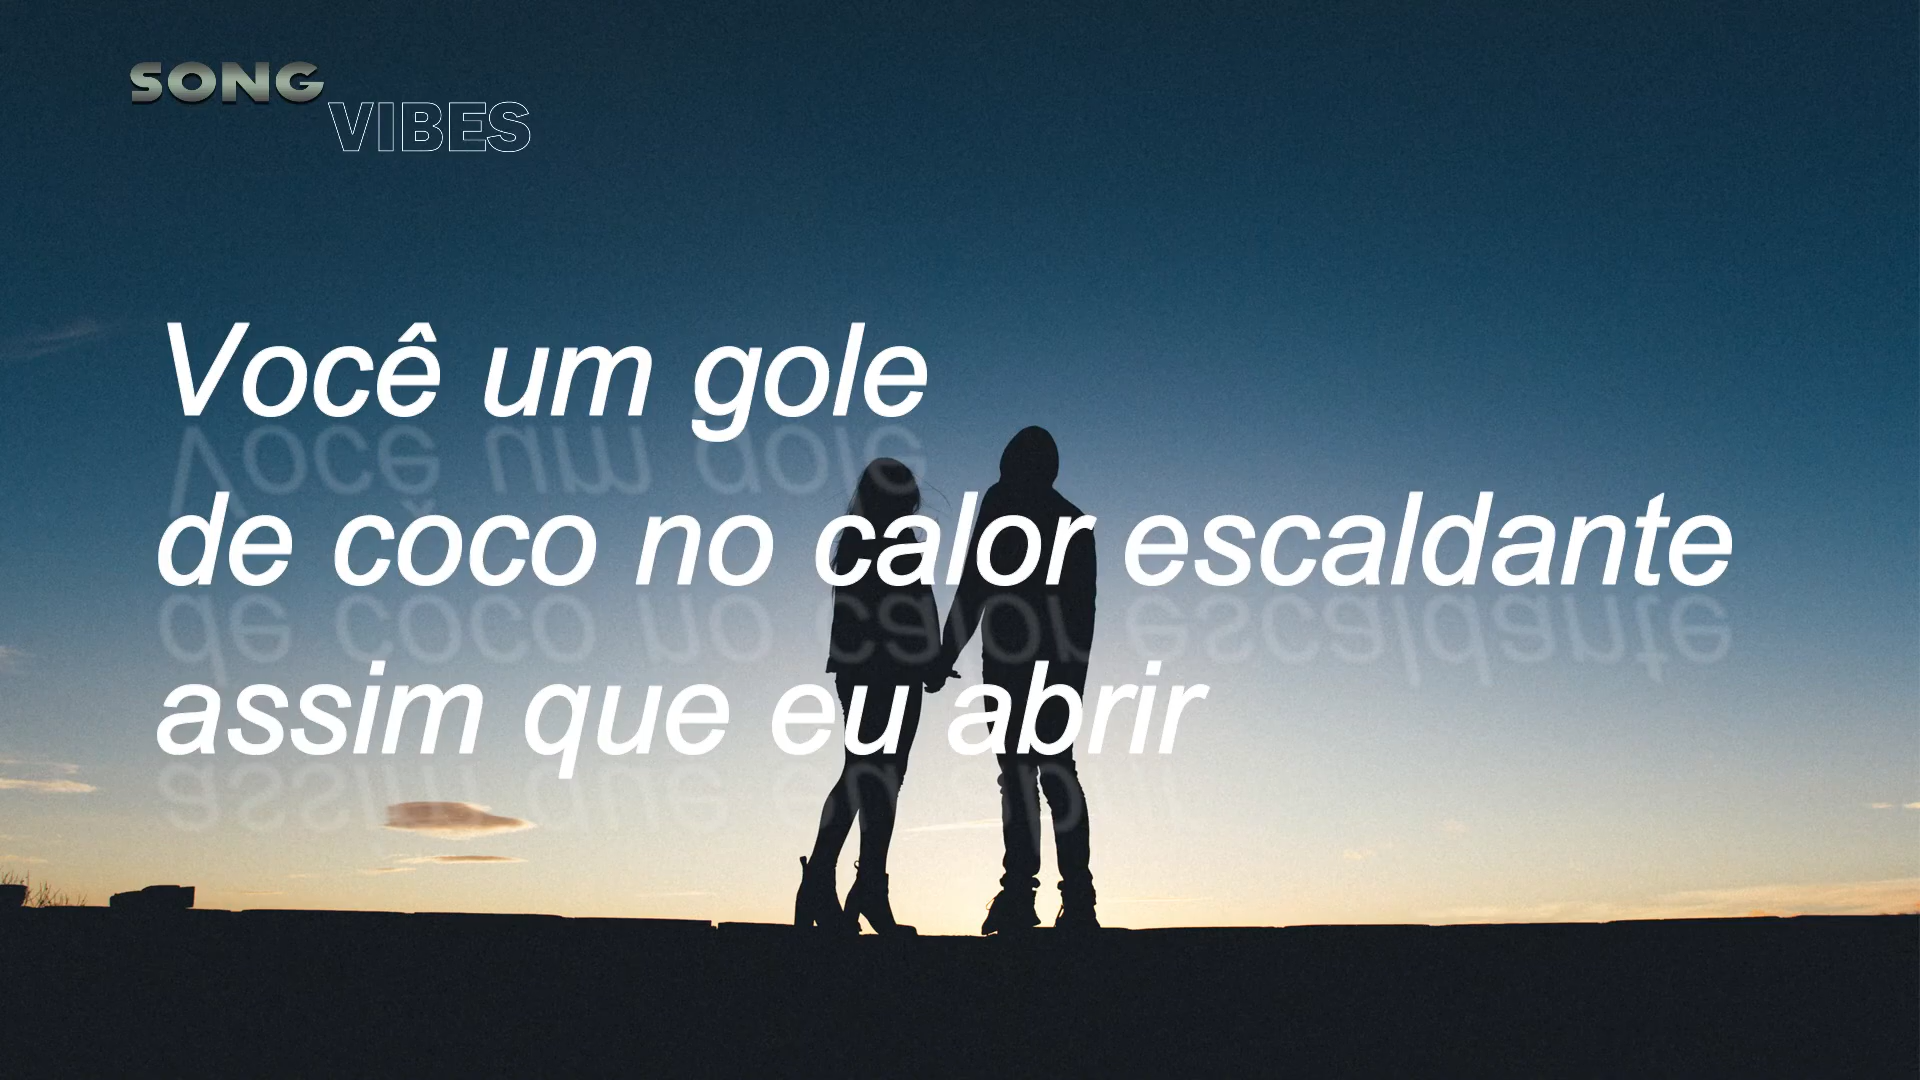 SONG
VIBES
Você um gole
de coco no calor escaldante
assim que eu abrir